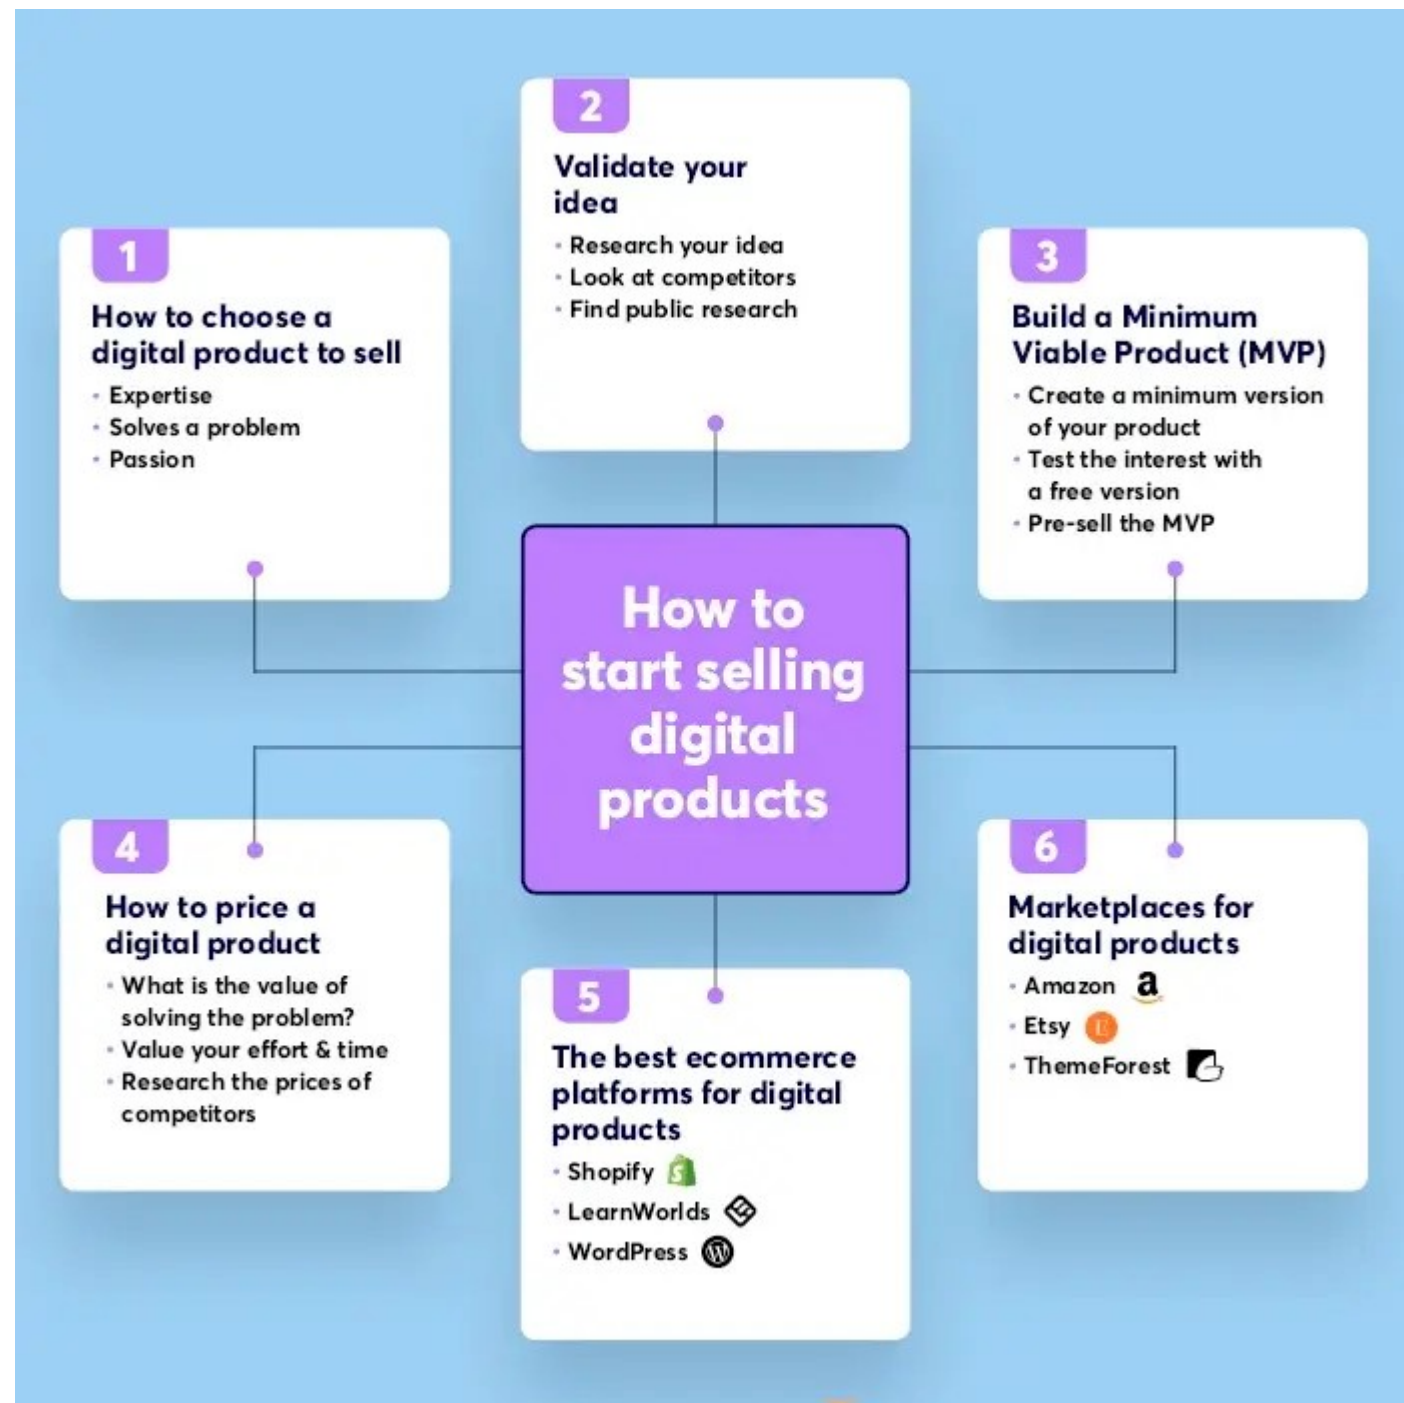 1
How to choose a
digital product to sell
• Expertise
• Solves a problem
• Passion
2
Validate your
idea
• Research your idea
• Look at competitors
• Find public research
3
Build a Minimum
Viable Product (MVP)
• Create a minimum version
of your product
• Test the interest with
a free version
• Pre-sell the MVP
How to
start selling
digital
products
4
How to price a
digital product
• What is the value of
solving the problem?
• Value your effort & time
• Research the prices of
competitors
5
The best ecommerce
platforms for digital
products
• Shopify
• LearnWorlds
• WordPress
6
Marketplaces for
digital products
• Amazon
• Etsy
• ThemeForest